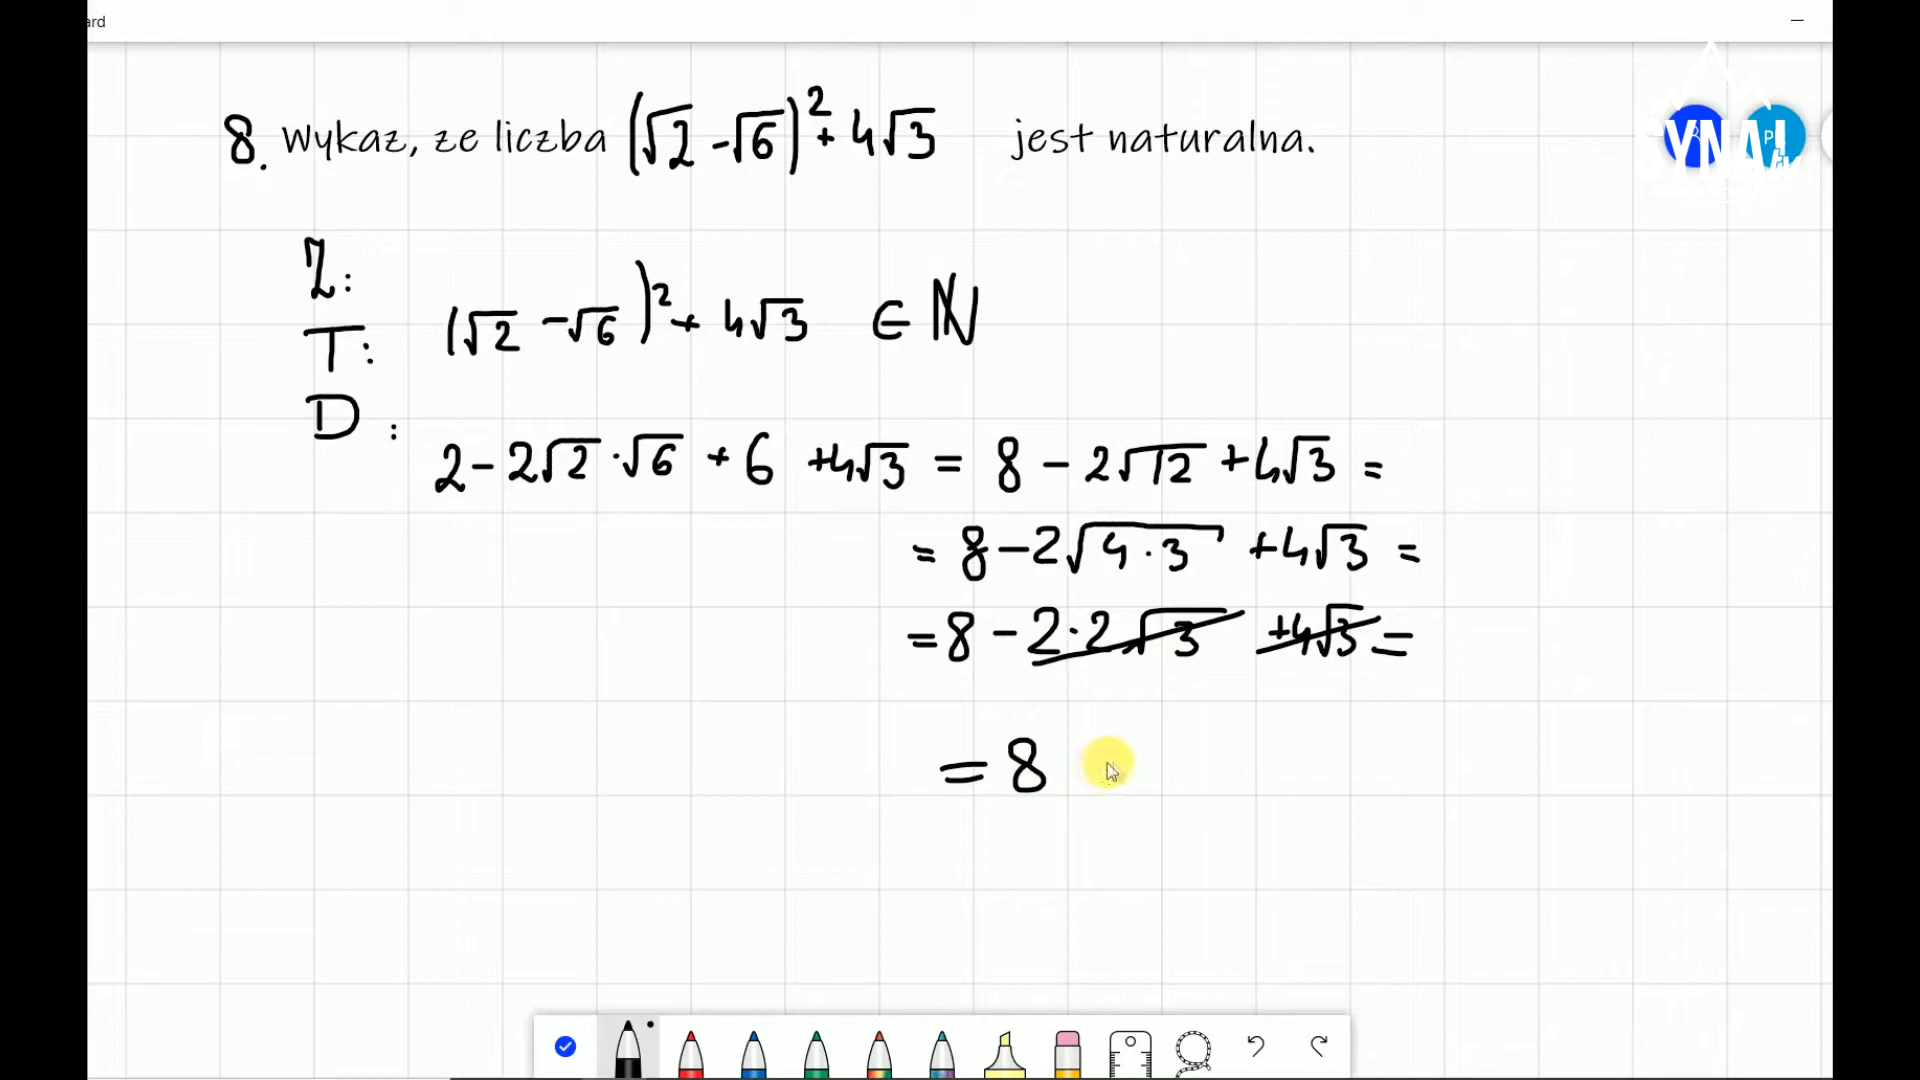 ard
8. Wykaż, że liczba (√2 - √6)² + 4√3 jest naturalna.
Z:
T: (√2 - √6)² + 4√3 ∈ ℕ
D:
2 - 2√2 · √6 + 6 + 4√3 = 8 - 2√12 + 4√3 =
= 8 - 2√4·3 + 4√3 =
= 8 - 2·2√3 + 4√3 =
= 8